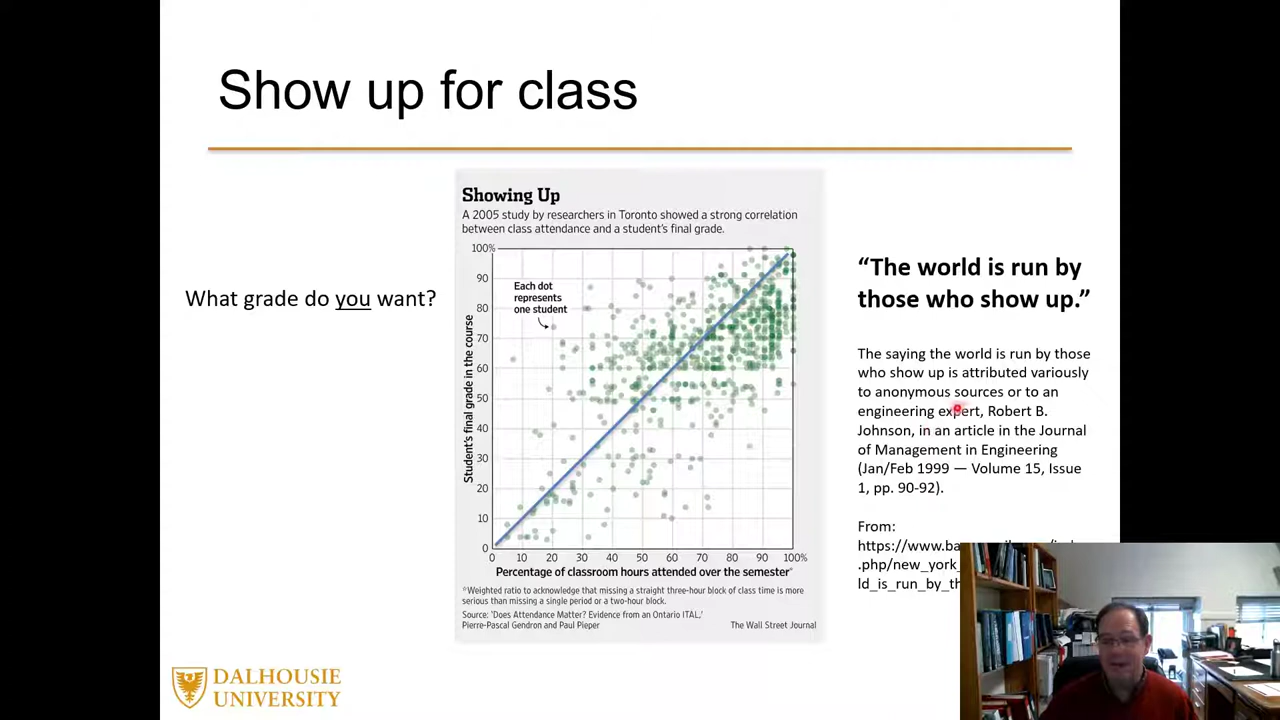 Show up for class
What grade do you want?
Showing Up
A 2005 study by researchers in Toronto showed a strong correlation
between class attendance and a student's final grade.
100%
90
80
70
60
50
40
30
20
10
0
Student's final grade in the course
Each dot
represents
one student
0 10 20 30 40 50 60 70 80 90 100%
Percentage of classroom hours attended over the semester*
*Weighted ratio to acknowledge that missing a straight three-hour block of class time is more
serious than missing a single period or a two-hour block.
Source: 'Does Attendance Matter? Evidence from an Ontario ITAL,'
Pierre-Pascal Gendron and Paul Pieper
The Wall Street Journal
“The world is run by
those who show up.”
The saying the world is run by those
who show up is attributed variously
to anonymous sources or to an
engineering expert, Robert B.
Johnson, in an article in the Journal
of Management in Engineering
(Jan/Feb 1999 — Volume 15, Issue
1, pp. 90-92).
From:
https://www.ba
.php/new_york_
ld_is_run_by_th
DALHOUSIE
UNIVERSITY